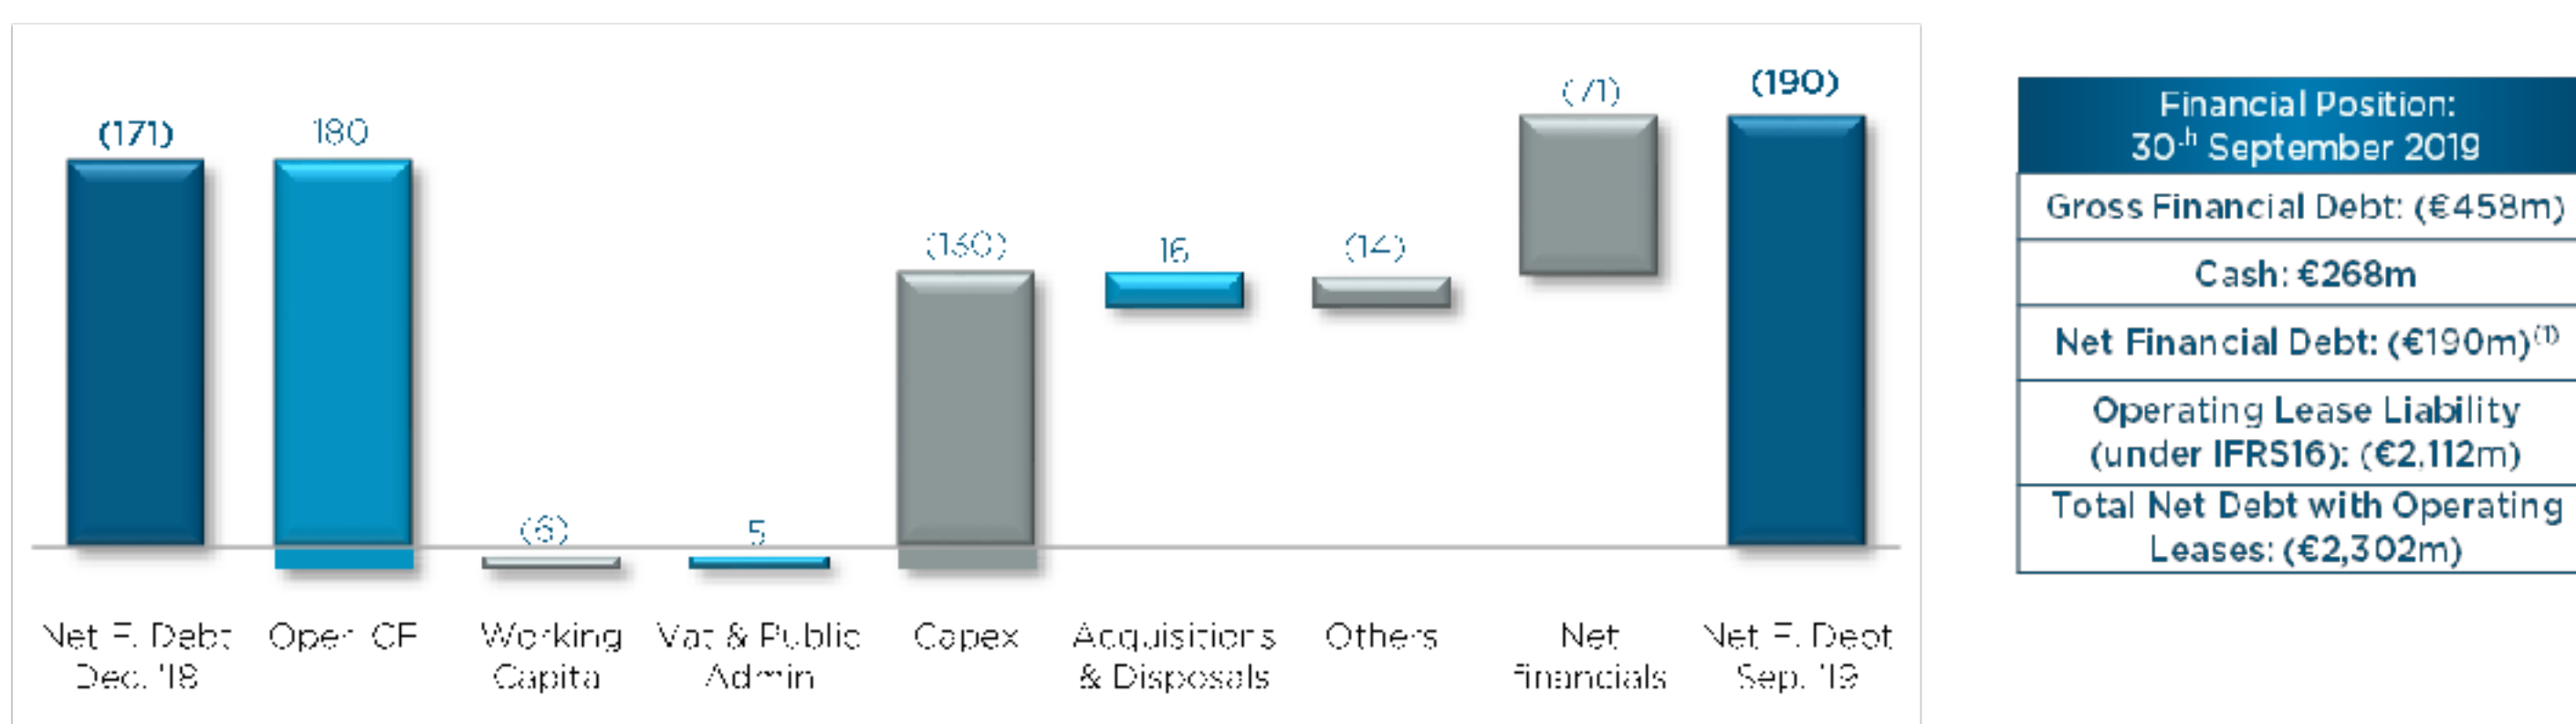 (171)
180
(6)
5
(130)
16
(14)
(71)
(190)
Net F. Debt
Dec. '18
Oper. CF
Working
Capital
Vat & Public
Admin
Capex
Acquisitions
& Disposals
Others
Net
financials
Net F. Debt
Sep. '19
Financial Position:
30th September 2019
Gross Financial Debt: (€458m)
Cash: €268m
Net Financial Debt: (€190m)(1)
Operating Lease Liability
(under IFRS16): (€2,112m)
Total Net Debt with Operating
Leases: (€2,302m)